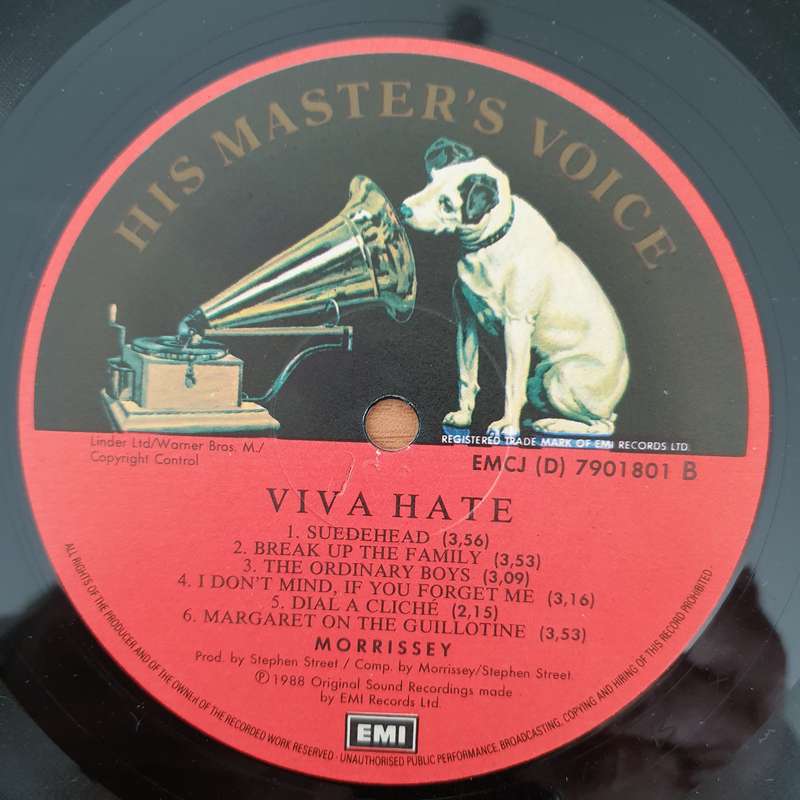 HIS MASTER'S VOICE
REGISTERED TRADE MARK OF EMI RECORDS LTD.
Linder Ltd/Warner Bros. M./
Copyright Control
EMCJ (D) 7901801 B
VIVA HATE
1. SUEDEHEAD (3,56)
2. BREAK UP THE FAMILY (3,53)
3. THE ORDINARY BOYS (3,09)
4. I DON'T MIND, IF YOU FORGET ME (3,16)
5. DIAL A CLICHÉ (2,15)
6. MARGARET ON THE GUILLOTINE (3,53)
MORRISSEY
Prod. by Stephen Street / Comp. by Morrissey/Stephen Street.
Ⓟ 1988 Original Sound Recordings made
by EMI Records Ltd.
EMI
ALL RIGHTS OF THE PRODUCER AND OF THE OWNER OF THE RECORDED WORK RESERVED · UNAUTHORISED PUBLIC PERFORMANCE, BROADCASTING, COPYING AND HIRING OF THIS RECORD PROHIBITED ·